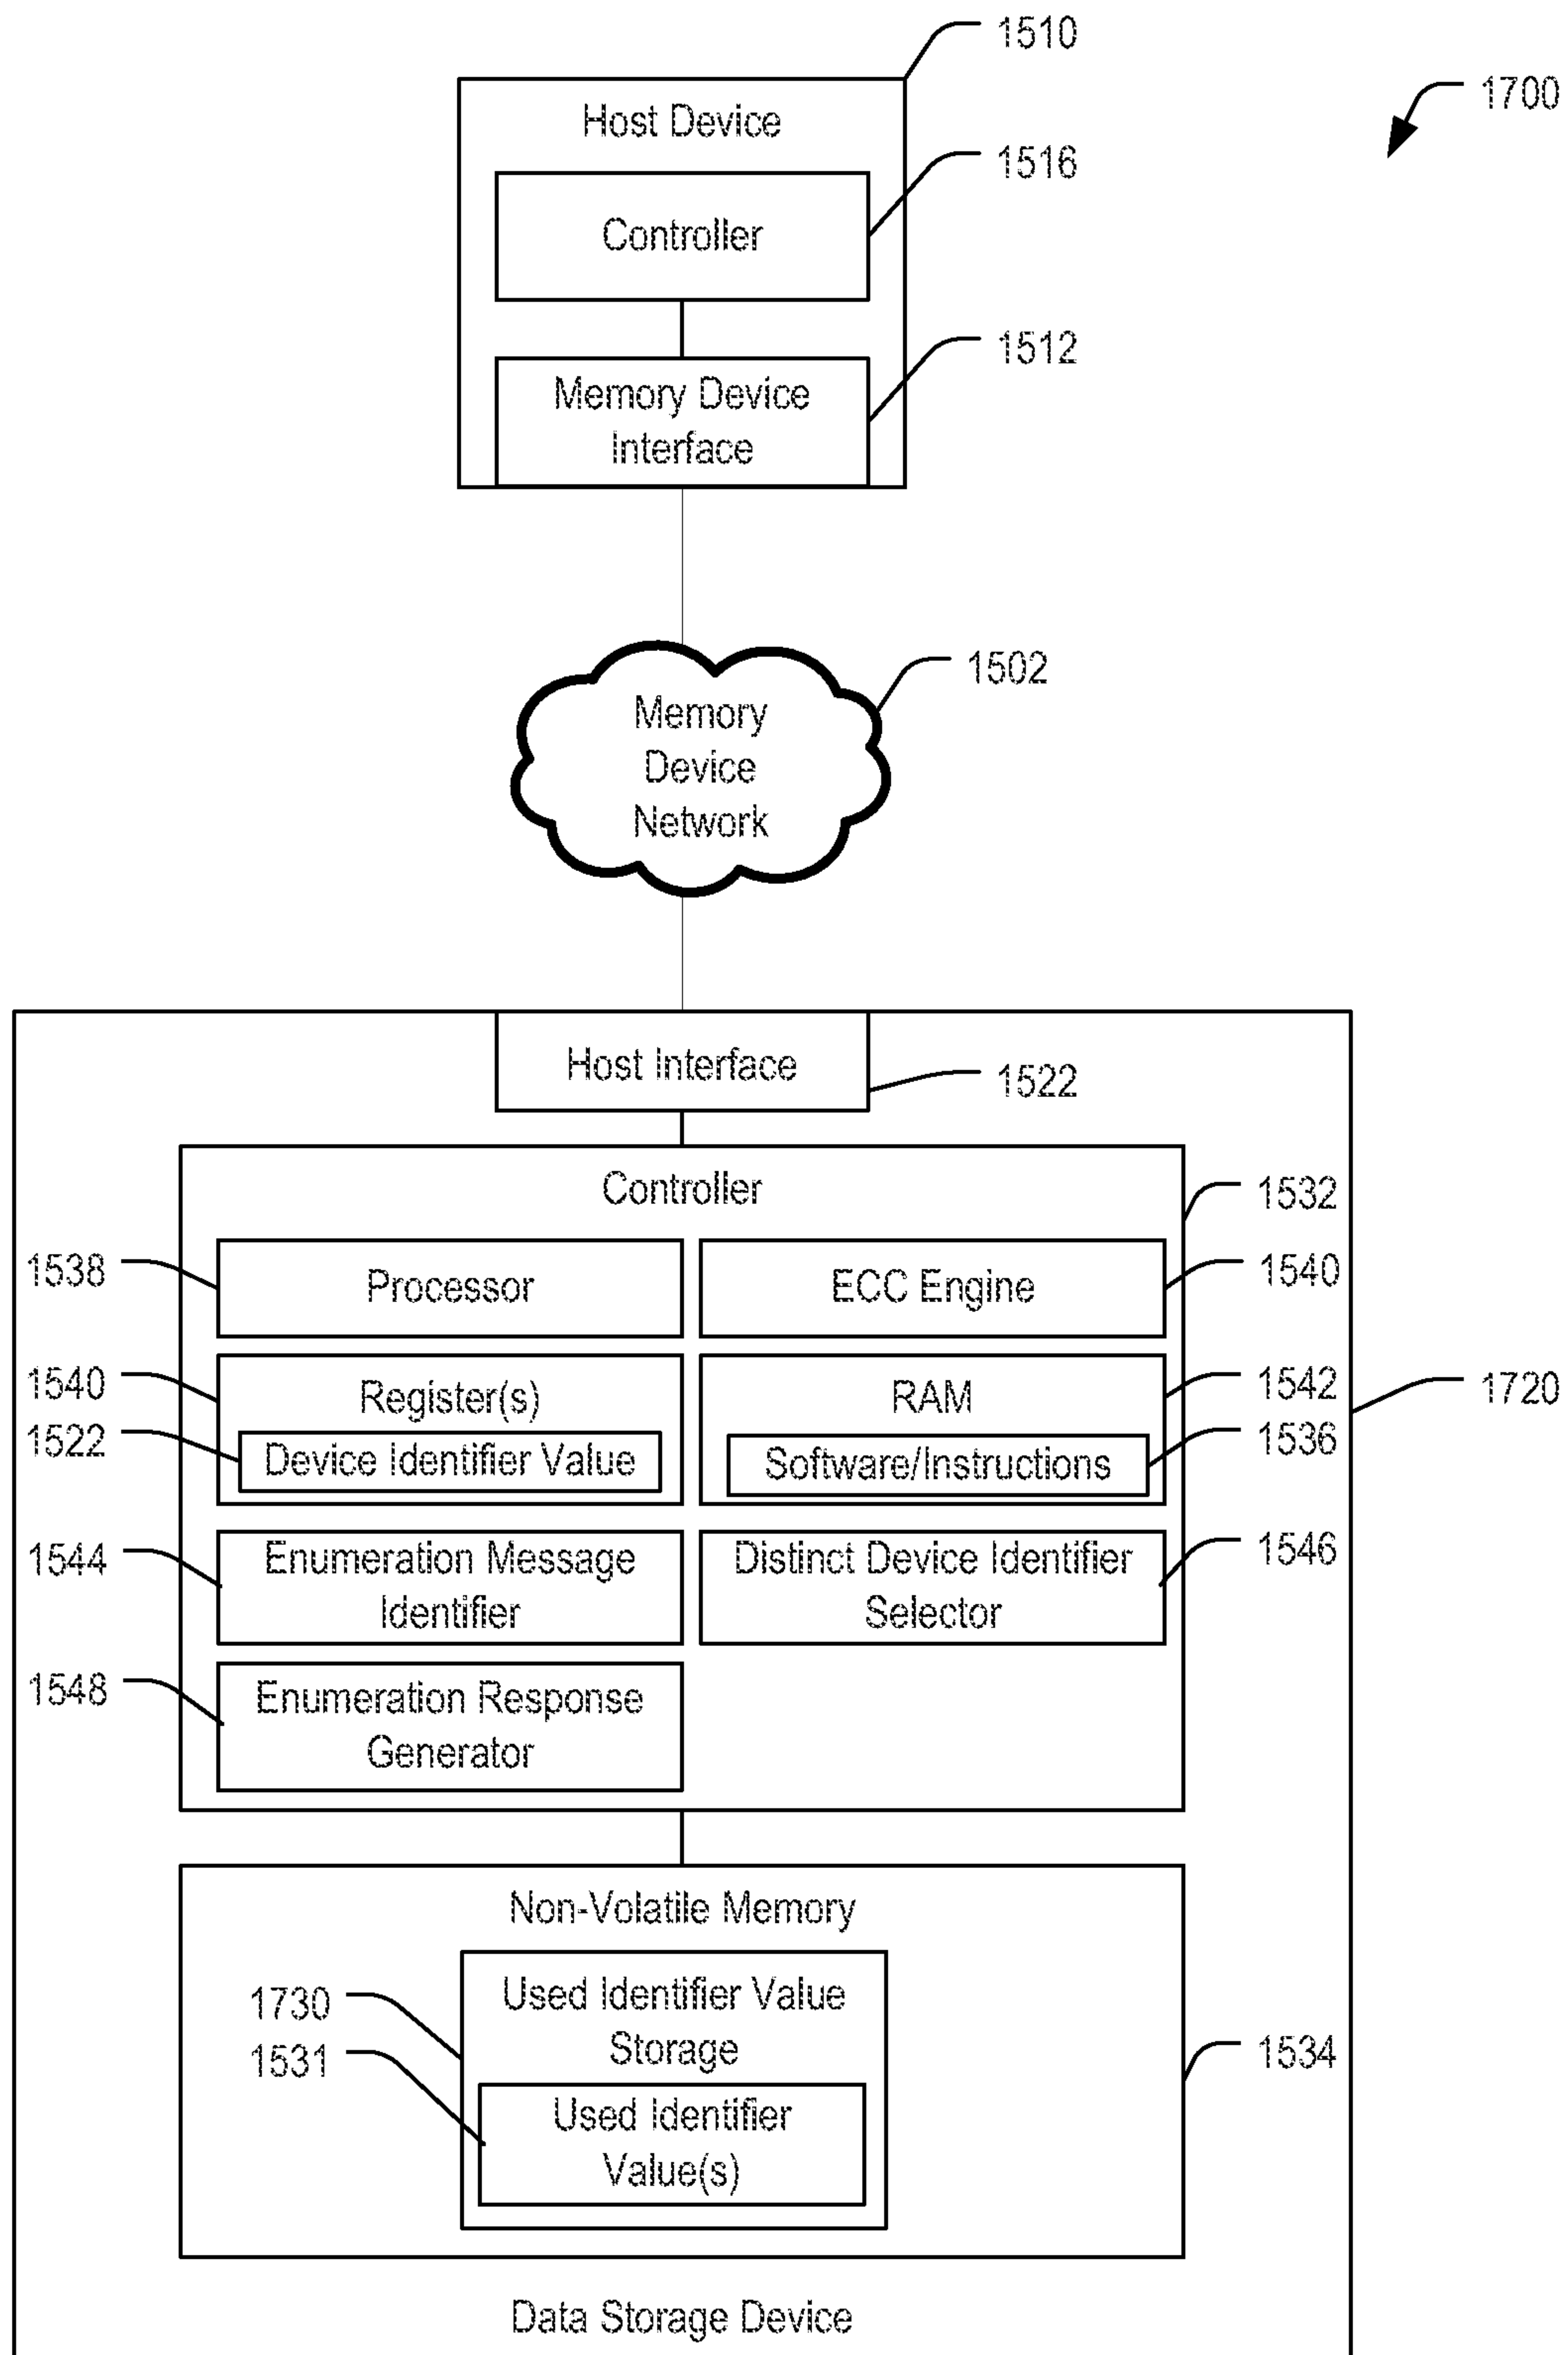 1510
1700
Host Device
1516
Controller
1512
Memory Device
Interface
1502
Memory
Device
Network
Host Interface
1522
Controller
1532
1538
Processor
ECC Engine
1540
1540
Register(s)
RAM
1542
1720
1522
Device Identifier Value
Software/Instructions
1536
1544
Enumeration Message
Identifier
Distinct Device Identifier
Selector
1546
1548
Enumeration Response
Generator
Non-Volatile Memory
1730
Used Identifier Value
Storage
1531
1534
Used Identifier
Value(s)
Data Storage Device